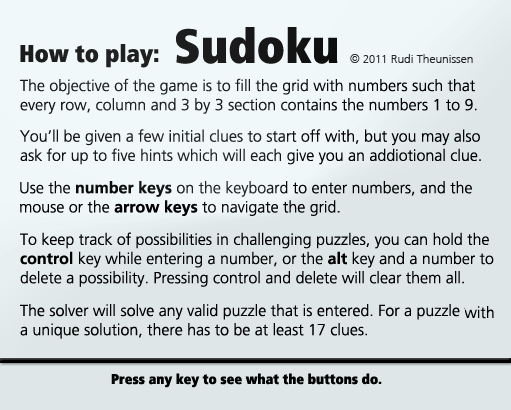 How to play: Sudoku © 2011 Rudi Theunissen
The objective of the game is to fill the grid with numbers such that
every row, column and 3 by 3 section contains the numbers 1 to 9.
You'll be given a few initial clues to start off with, but you may also
ask for up to five hints which will each give you an addiotional clue.
Use the number keys on the keyboard to enter numbers, and the
mouse or the arrow keys to navigate the grid.
To keep track of possibilities in challenging puzzles, you can hold the
control key while entering a number, or the alt key and a number to
delete a possibility. Pressing control and delete will clear them all.
The solver will solve any valid puzzle that is entered. For a puzzle with
a unique solution, there has to be at least 17 clues.
Press any key to see what the buttons do.